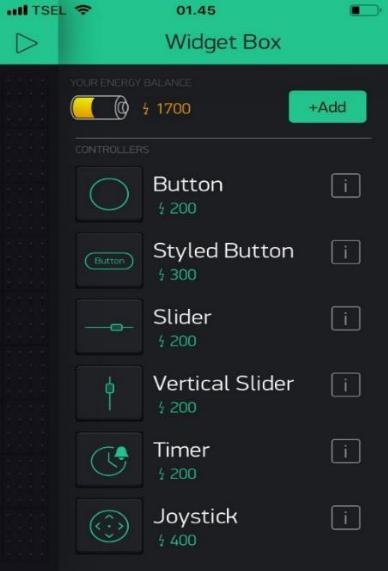 TSEL 01.45
Widget Box
YOUR ENERGY BALANCE
1700 +Add
CONTROLLERS
Button i
200
Button Styled Button i
300
Slider i
200
Vertical Slider i
200
Timer i
200
Joystick i
400